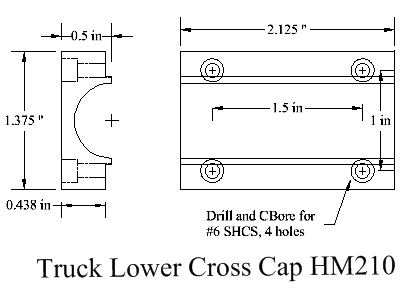 0.5 in
2.125 "
1.375 "
1.5 in
1 in
0.438 in
Drill and CBore for
#6 SHCS, 4 holes
Truck Lower Cross Cap HM210